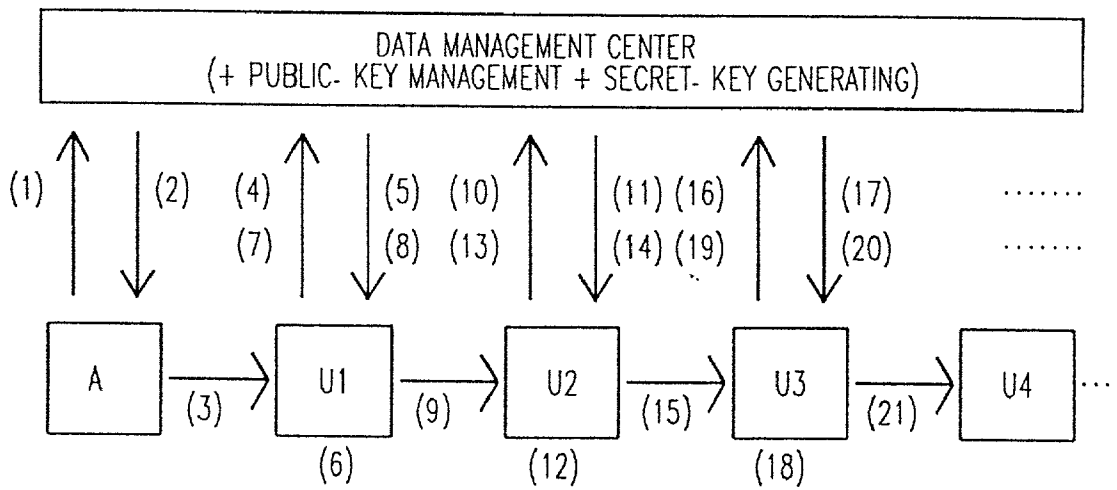 DATA MANAGEMENT CENTER
(+ PUBLIC- KEY MANAGEMENT + SECRET- KEY GENERATING)
(1) (2) (4) (5) (10) (11) (16) (17) .......
(7) (8) (13) (14) (19) (20) .......
A U1 U2 U3 U4 ...
(3) (9) (15) (21)
(6) (12) (18)